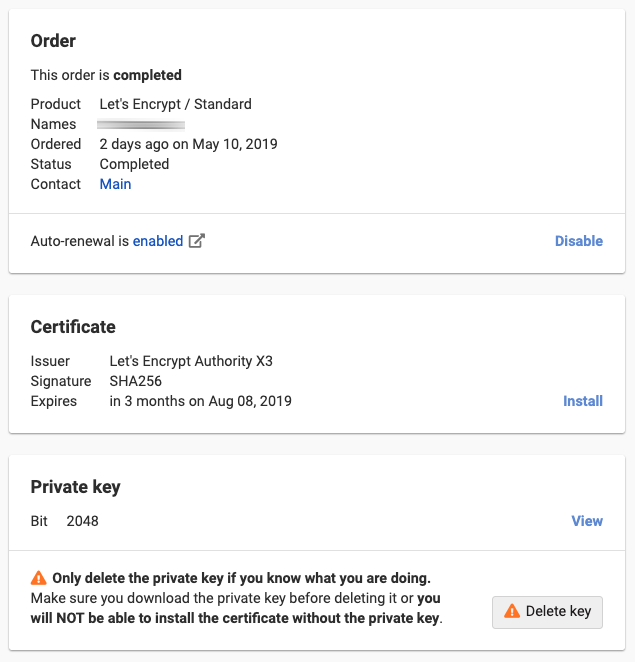 Order
This order is completed
Product Let's Encrypt / Standard
Names
Ordered 2 days ago on May 10, 2019
Status Completed
Contact Main
Auto-renewal is enabled Disable
Certificate
Issuer Let's Encrypt Authority X3
Signature SHA256
Expires in 3 months on Aug 08, 2019 Install
Private key
Bit 2048 View
Only delete the private key if you know what you are doing.
Make sure you download the private key before deleting it or you
will NOT be able to install the certificate without the private key.
Delete key